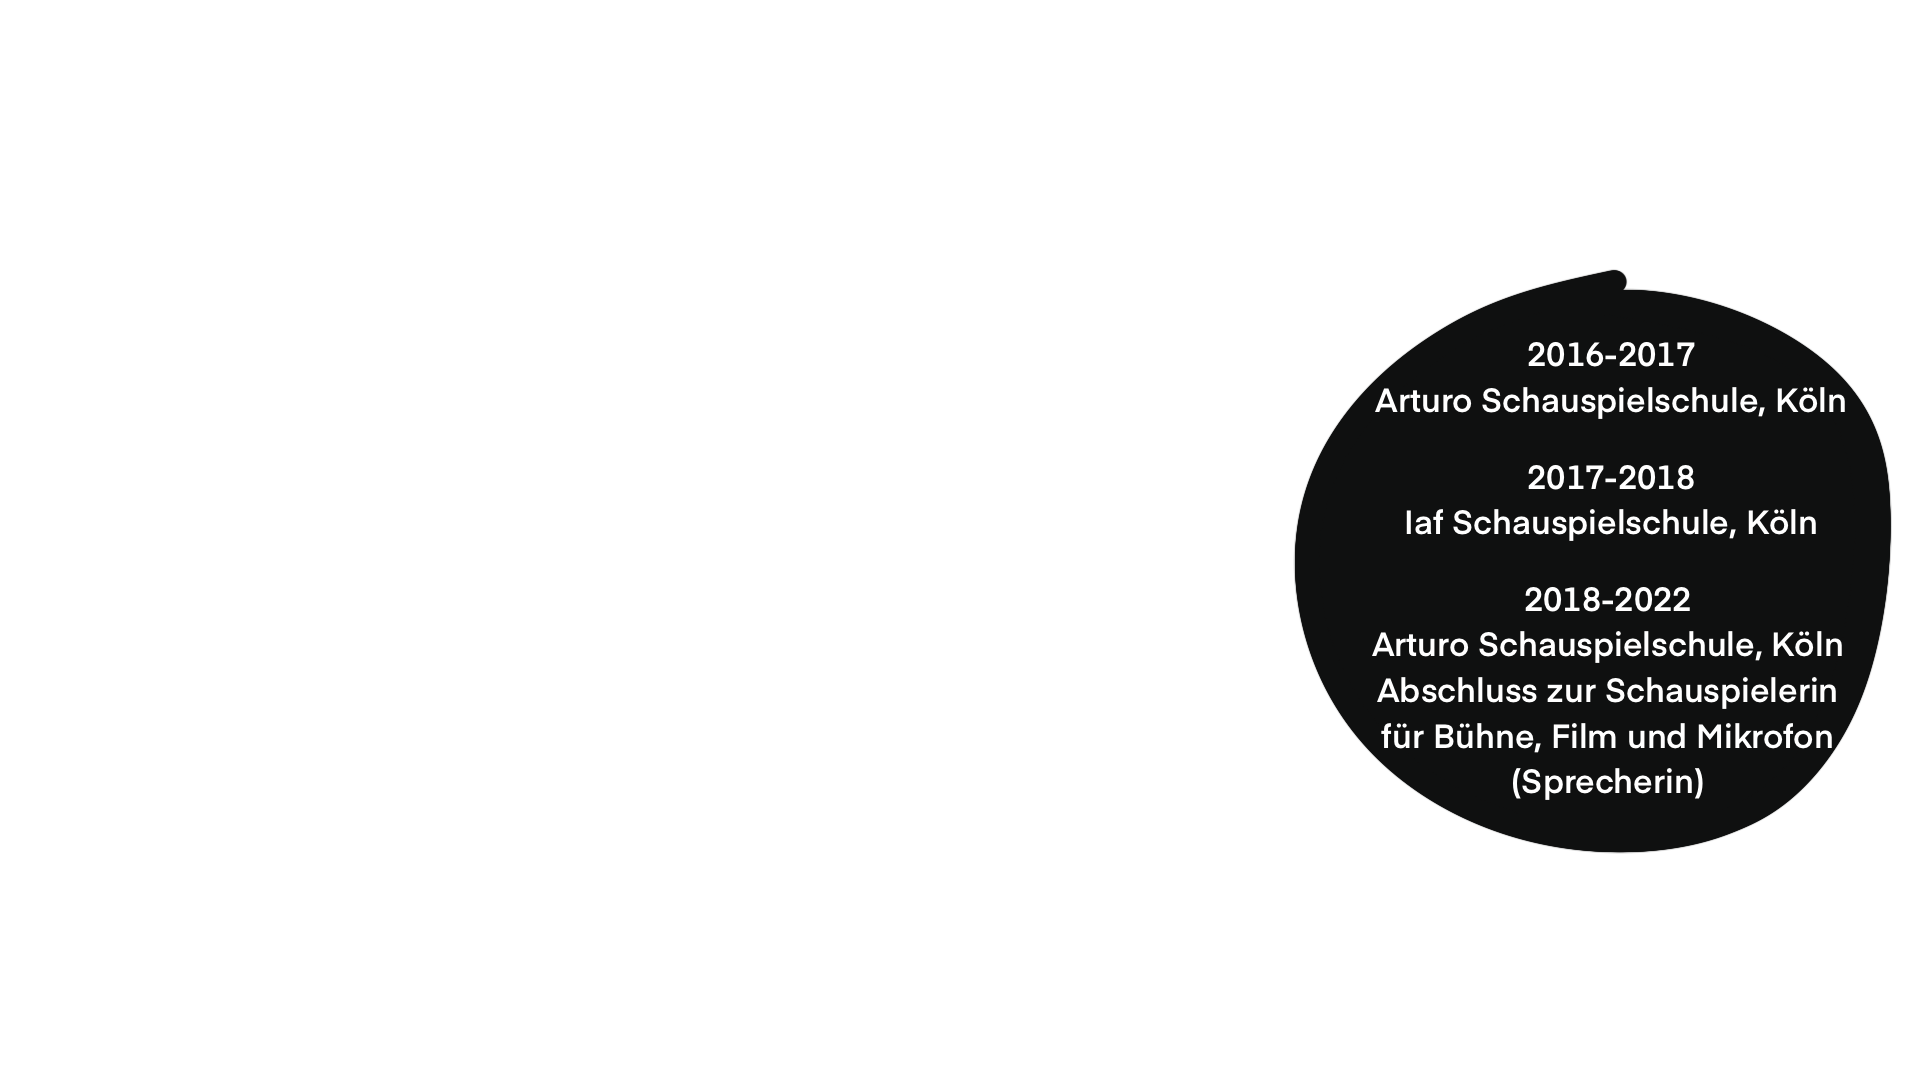 2016-2017
Arturo Schauspielschule, Köln
2017-2018
Iaf Schauspielschule, Köln
2018-2022
Arturo Schauspielschule, Köln
Abschluss zur Schauspielerin
für Bühne, Film und Mikrofon
(Sprecherin)